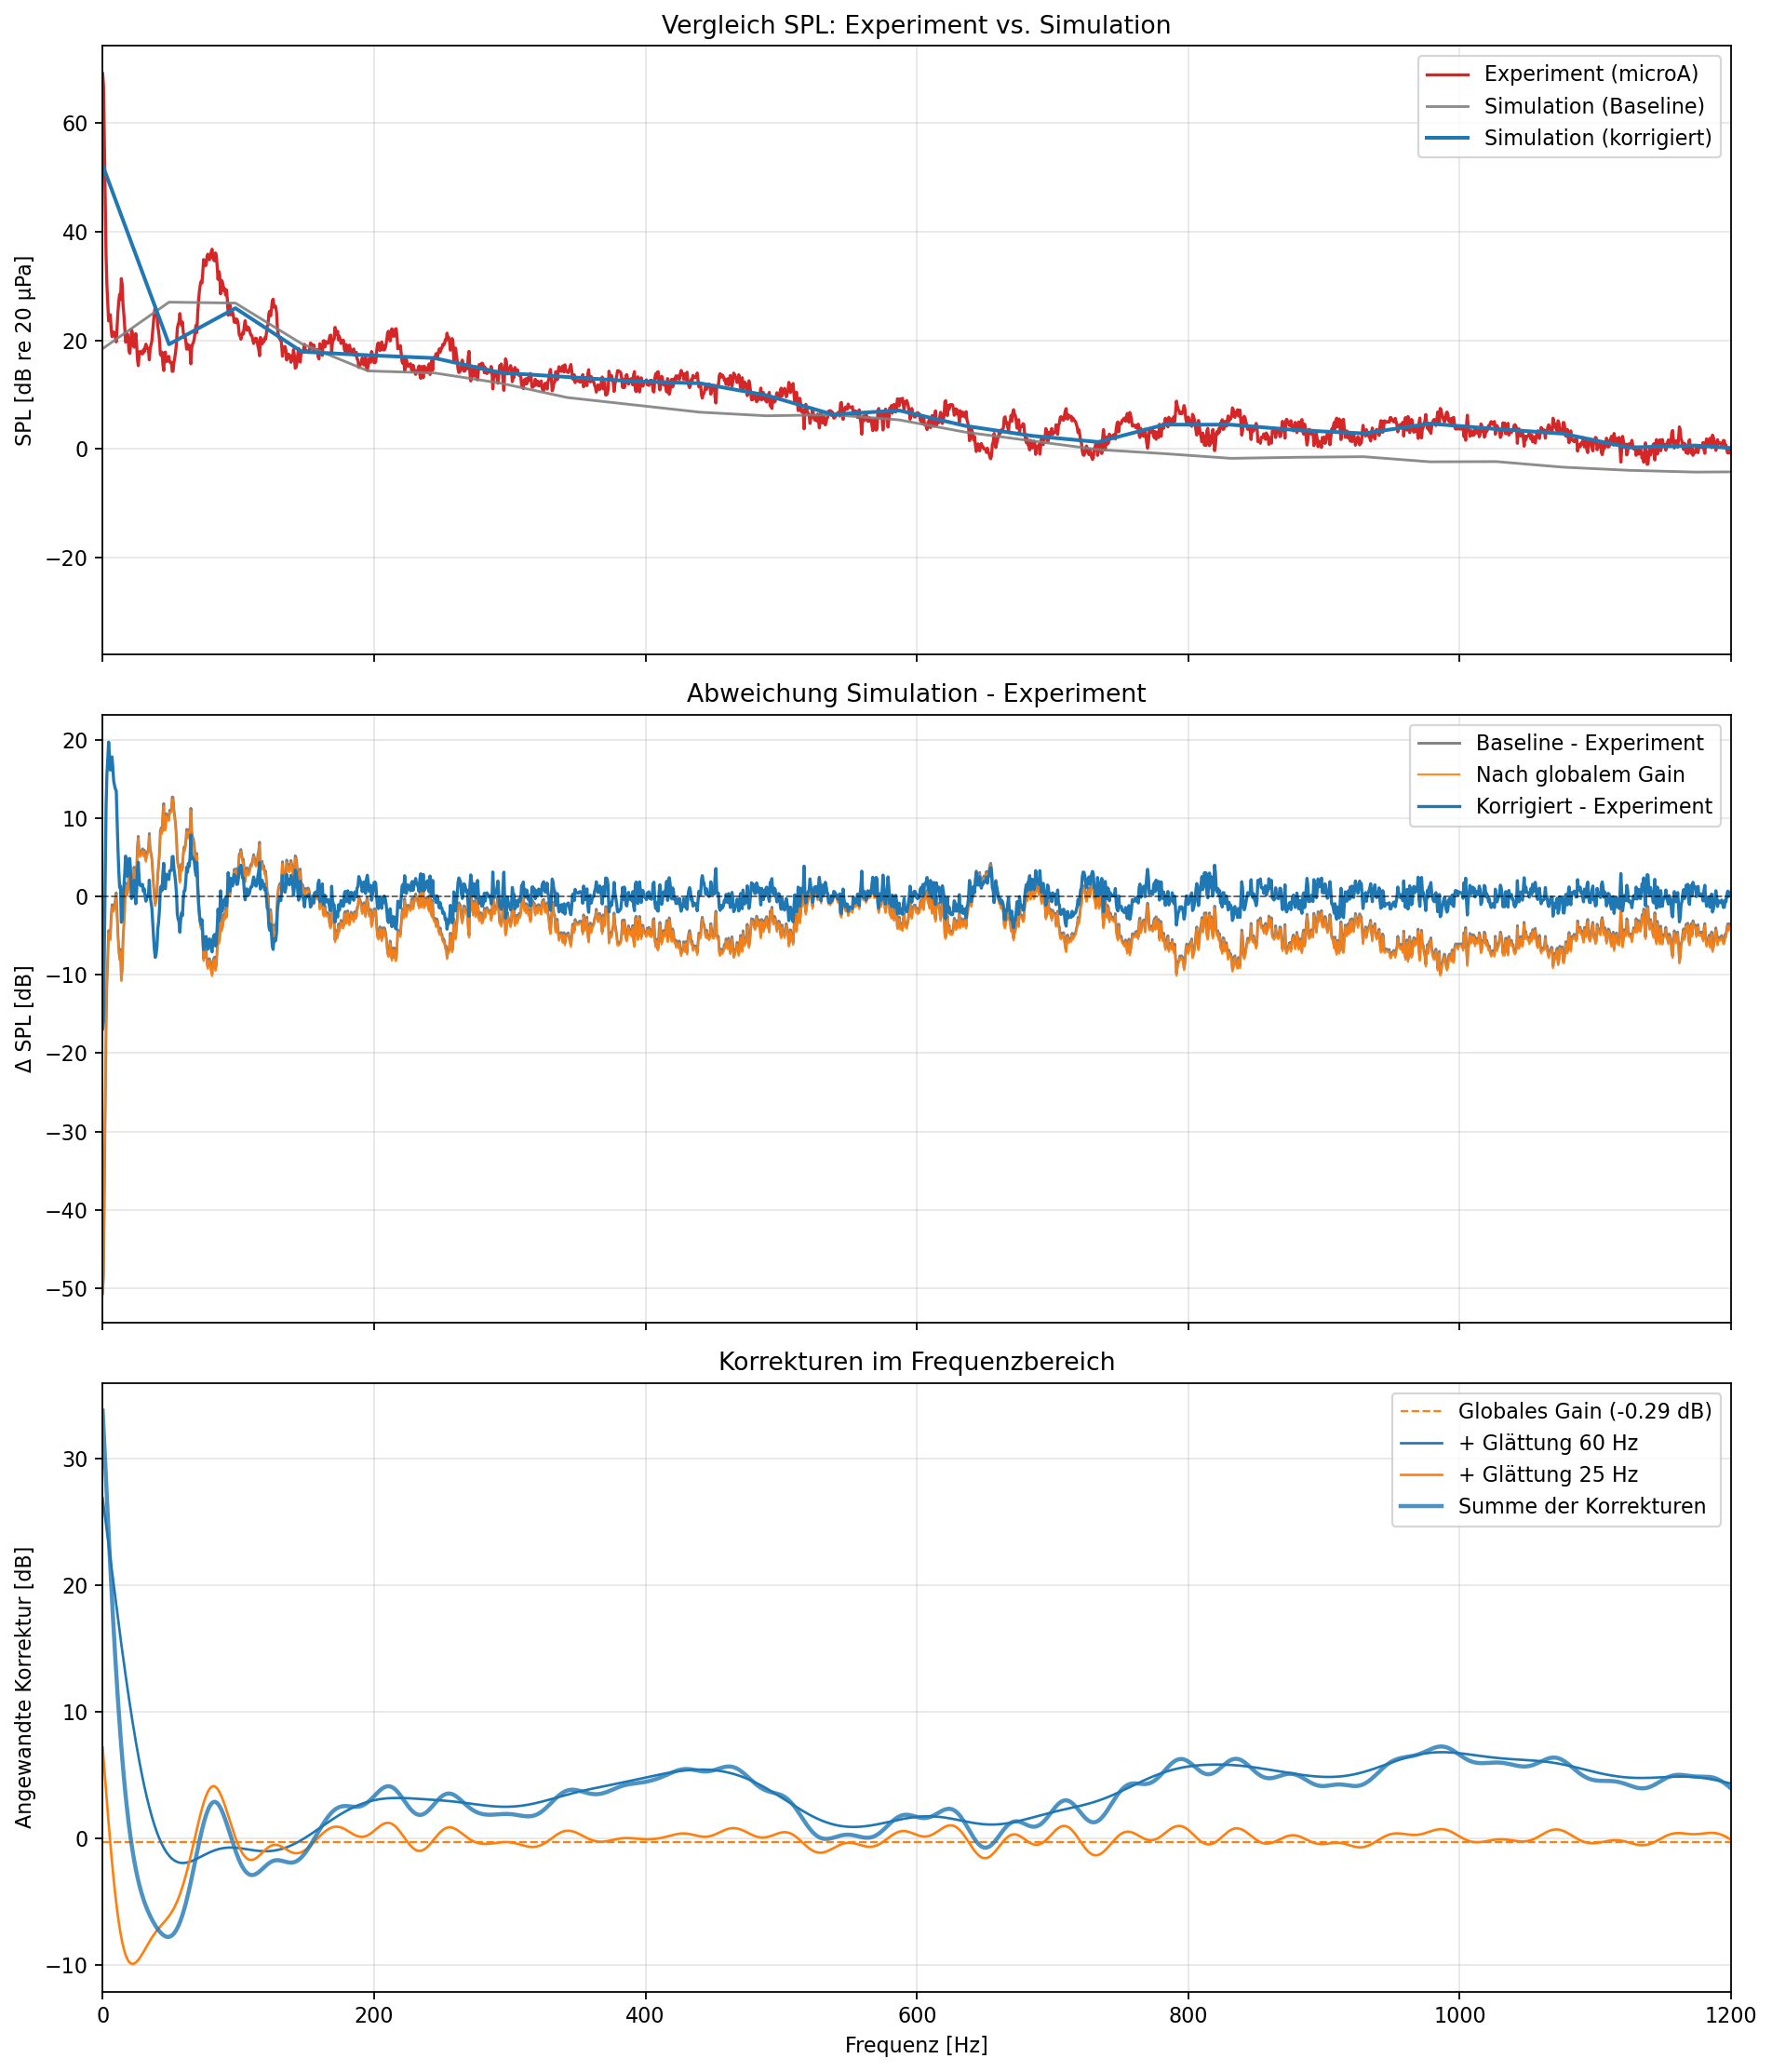 Vergleich SPL: Experiment vs. Simulation
Experiment (microA)
Simulation (Baseline)
Simulation (korrigiert)
SPL [dB re 20 µPa]
60
40
20
0
−20
Abweichung Simulation - Experiment
Baseline - Experiment
Nach globalem Gain
Korrigiert - Experiment
Δ SPL [dB]
20
10
0
−10
−20
−30
−40
−50
Korrekturen im Frequenzbereich
Globales Gain (-0.29 dB)
+ Glättung 60 Hz
+ Glättung 25 Hz
Summe der Korrekturen
Angewandte Korrektur [dB]
30
20
10
0
−10
0 200 400 600 800 1000 1200
Frequenz [Hz]